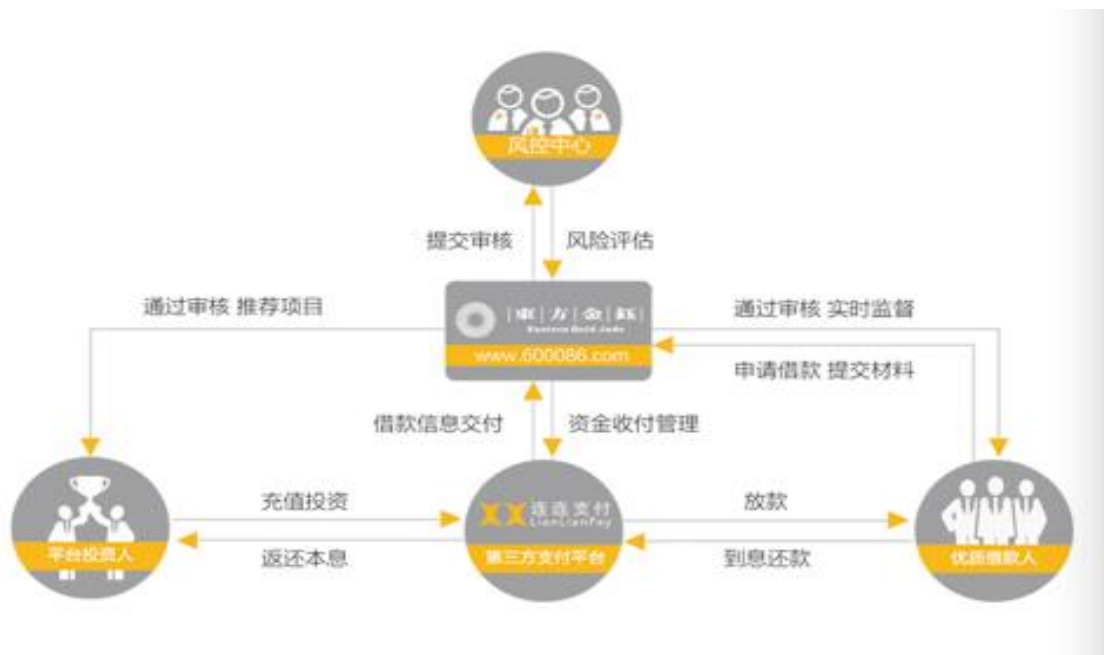 风控中心
提交审核
风险评估
通过审核 推荐项目
东|方|金|钰
Eastern Gold Jade
www.600086.com
通过审核 实时监督
申请借款 提交材料
借款信息交付
资金收付管理
平台投资人
充值投资
返还本息
连连支付
LianLianPay
第三方支付平台
放款
到息还款
优质借款人